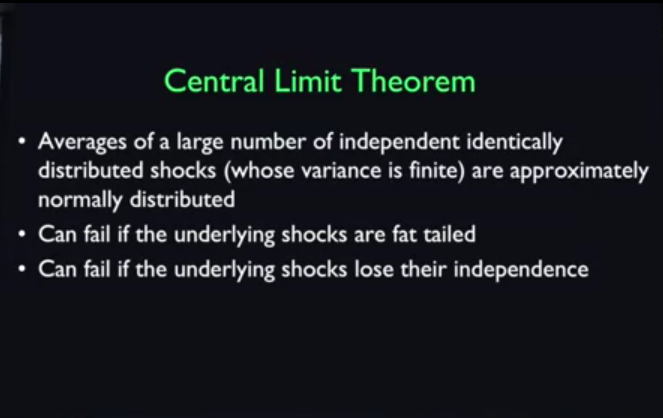 Central Limit Theorem
• Averages of a large number of independent identically
distributed shocks (whose variance is finite) are approximately
normally distributed
• Can fail if the underlying shocks are fat tailed
• Can fail if the underlying shocks lose their independence